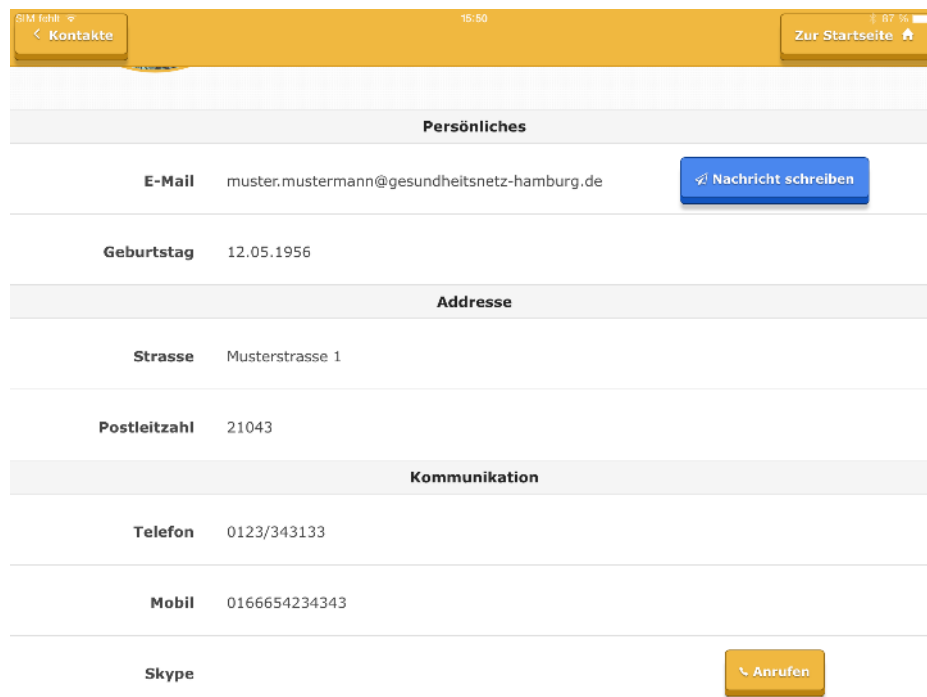 SIM fehlt 15:50 87 %
Kontakte Zur Startseite
Persönliches
E-Mail muster.mustermann@gesundheitsnetz-hamburg.de Nachricht schreiben
Geburtstag 12.05.1956
Addresse
Strasse Musterstrasse 1
Postleitzahl 21043
Kommunikation
Telefon 0123/343133
Mobil 0166654234343
Skype Anrufen